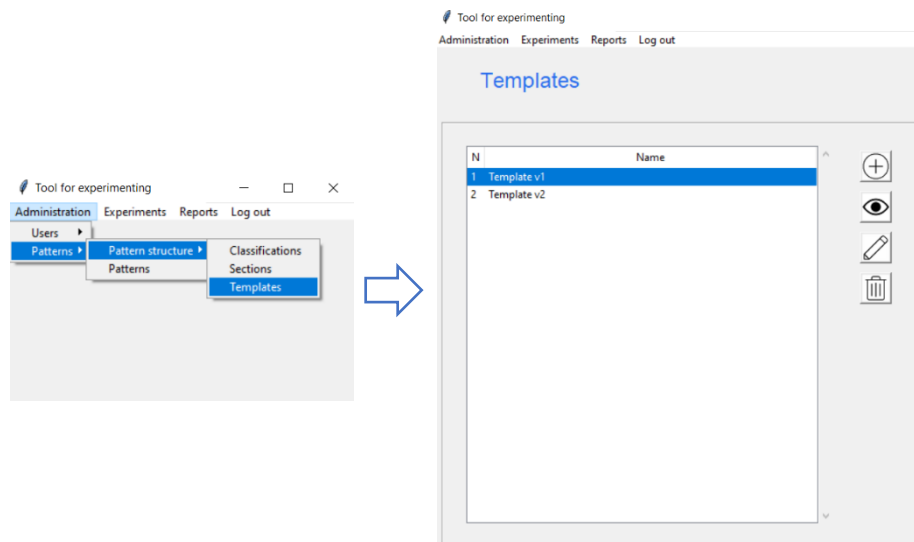 Tool for experimenting
Administration Experiments Reports Log out
Users
Patterns Pattern structure Classifications
Patterns Sections
Templates
Tool for experimenting
Administration Experiments Reports Log out
Templates
N Name
1 Template v1
2 Template v2